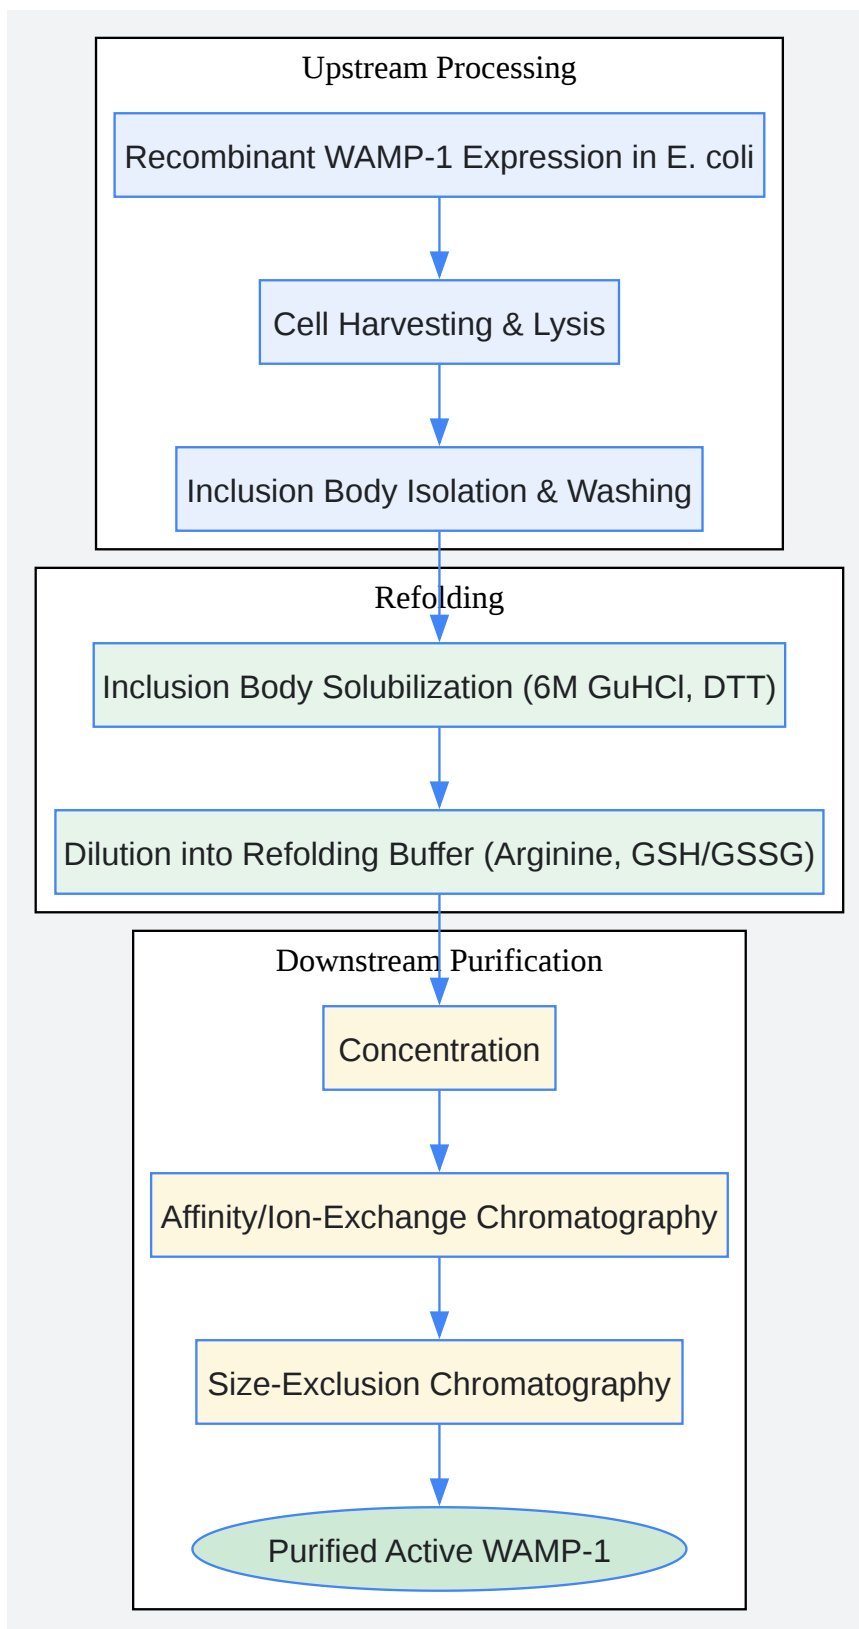 Upstream Processing
Recombinant WAMP-1 Expression in E. coli
Cell Harvesting & Lysis
Inclusion Body Isolation & Washing
Refolding
Inclusion Body Solubilization (6M GuHCl, DTT)
Dilution into Refolding Buffer (Arginine, GSH/GSSG)
Downstream Purification
Concentration
Affinity/Ion-Exchange Chromatography
Size-Exclusion Chromatography
Purified Active WAMP-1